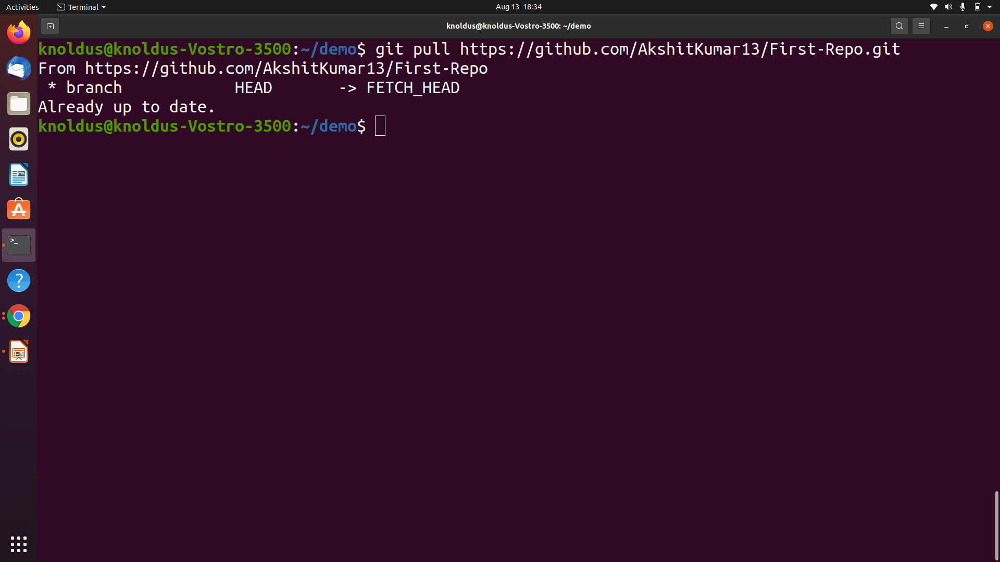 Activities Terminal Aug 13 18:34
knoldus@knoldus-Vostro-3500: ~/demo
knoldus@knoldus-Vostro-3500:~/demo$ git pull https://github.com/AkshitKumar13/First-Repo.git
From https://github.com/AkshitKumar13/First-Repo
 * branch            HEAD       -> FETCH_HEAD
Already up to date.
knoldus@knoldus-Vostro-3500:~/demo$